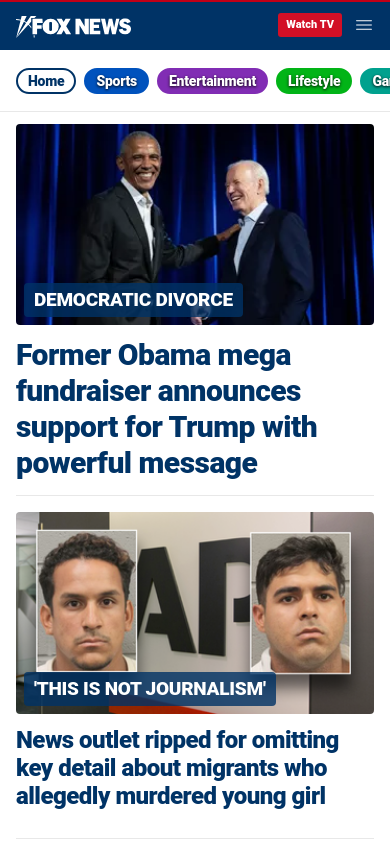 FOX NEWS
Watch TV
Home Sports Entertainment Lifestyle Ga
DEMOCRATIC DIVORCE
Former Obama mega
fundraiser announces
support for Trump with
powerful message
AP
'THIS IS NOT JOURNALISM'
News outlet ripped for omitting
key detail about migrants who
allegedly murdered young girl